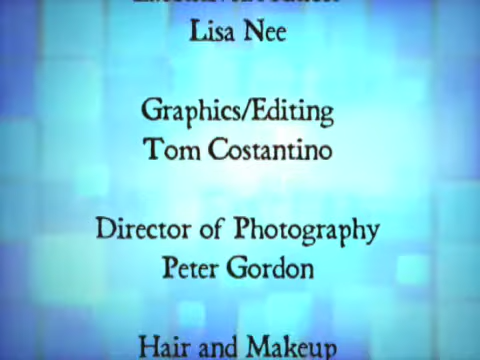 Lisa Nee
Graphics/Editing
Tom Costantino
Director of Photography
Peter Gordon
Hair and Makeup